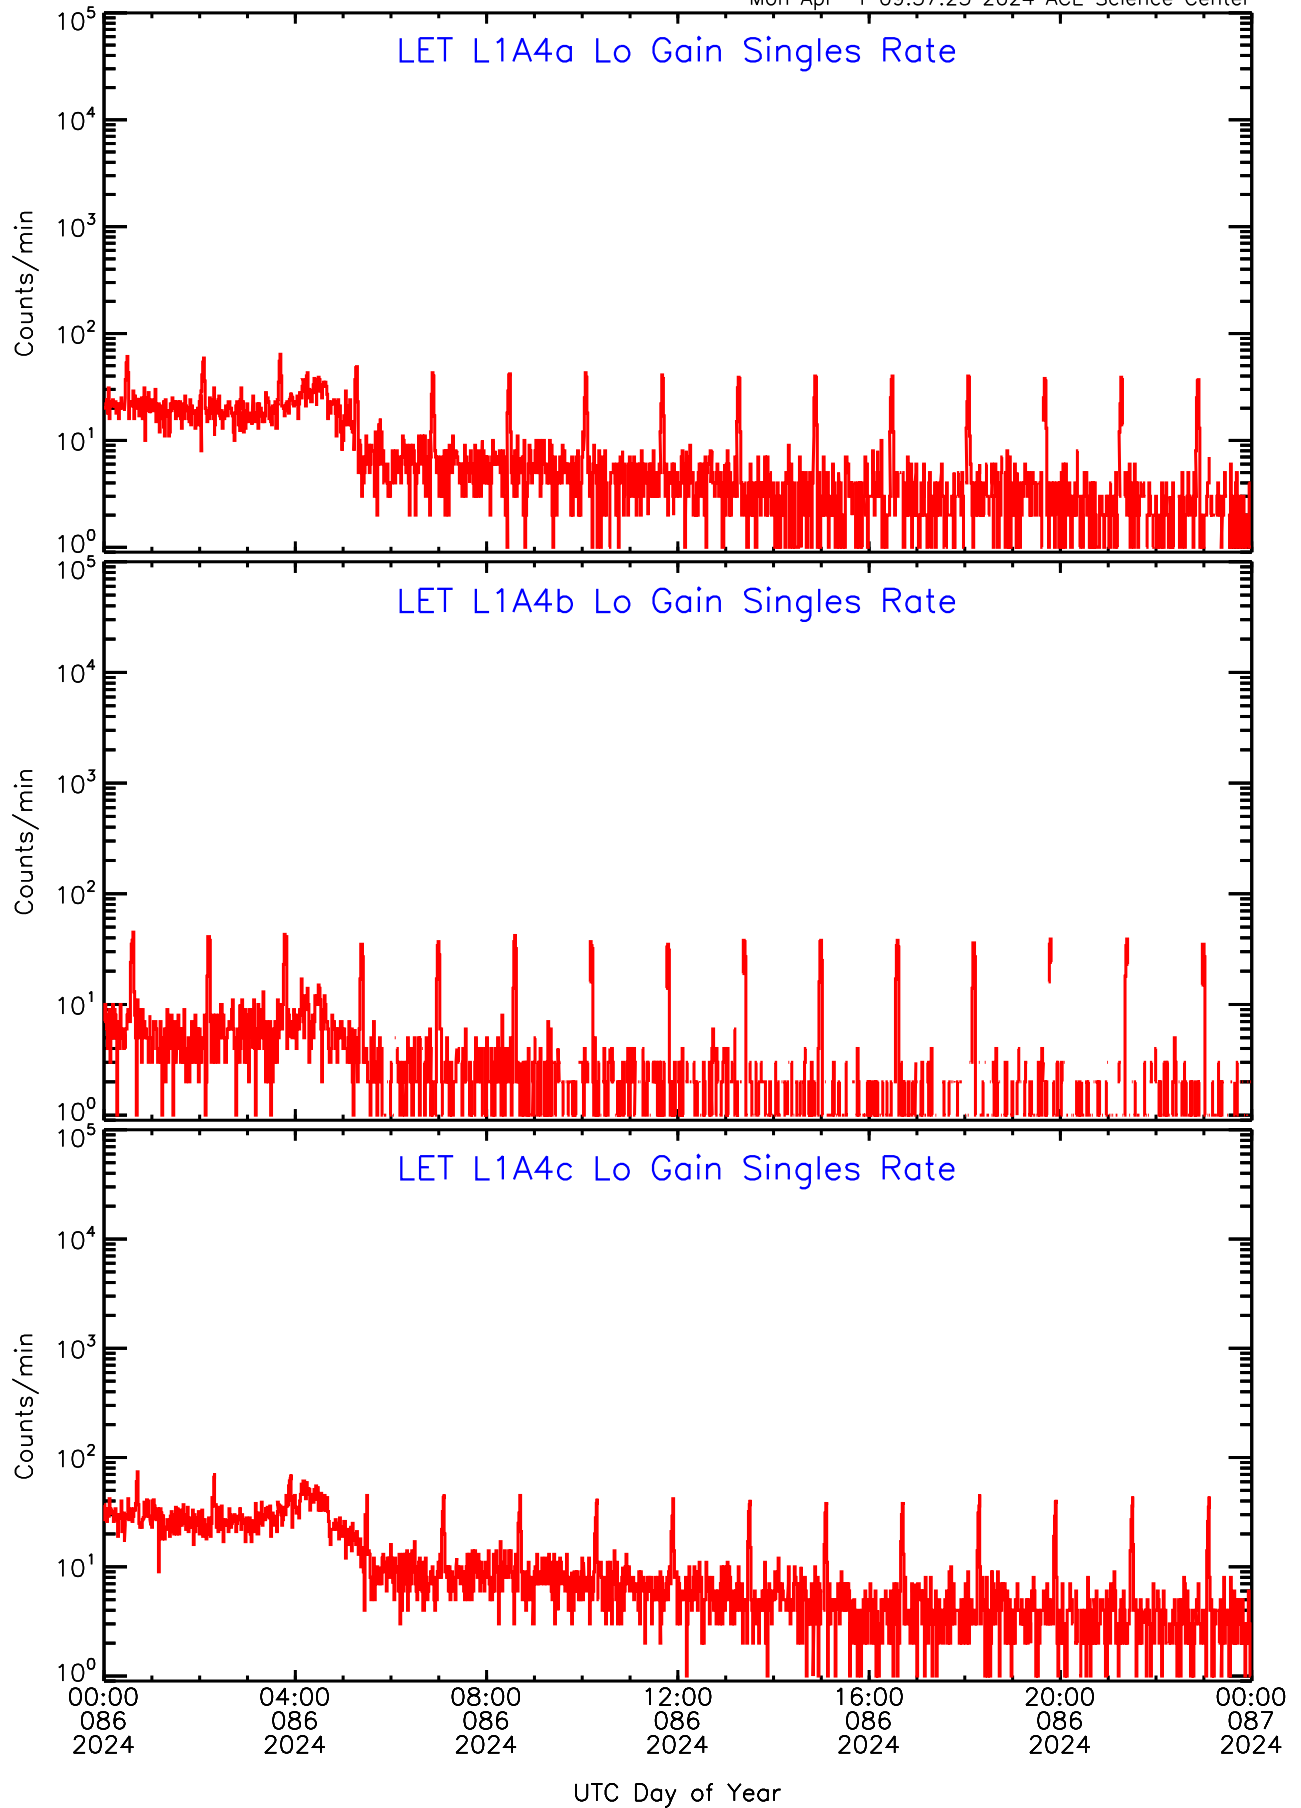 2024 ACE Science Center
10^5
LET L1A4a Lo Gain Singles Rate
10^4
10^3
Counts/min
10^2
10^1
10^0
10^5
LET L1A4b Lo Gain Singles Rate
10^4
10^3
Counts/min
10^2
10^1
10^0
10^5
LET L1A4c Lo Gain Singles Rate
10^4
10^3
Counts/min
10^2
10^1
10^0
00:00 04:00 08:00 12:00 16:00 20:00 00:00
086 086 086 086 086 086 087
2024 2024 2024 2024 2024 2024 2024
UTC Day of Year